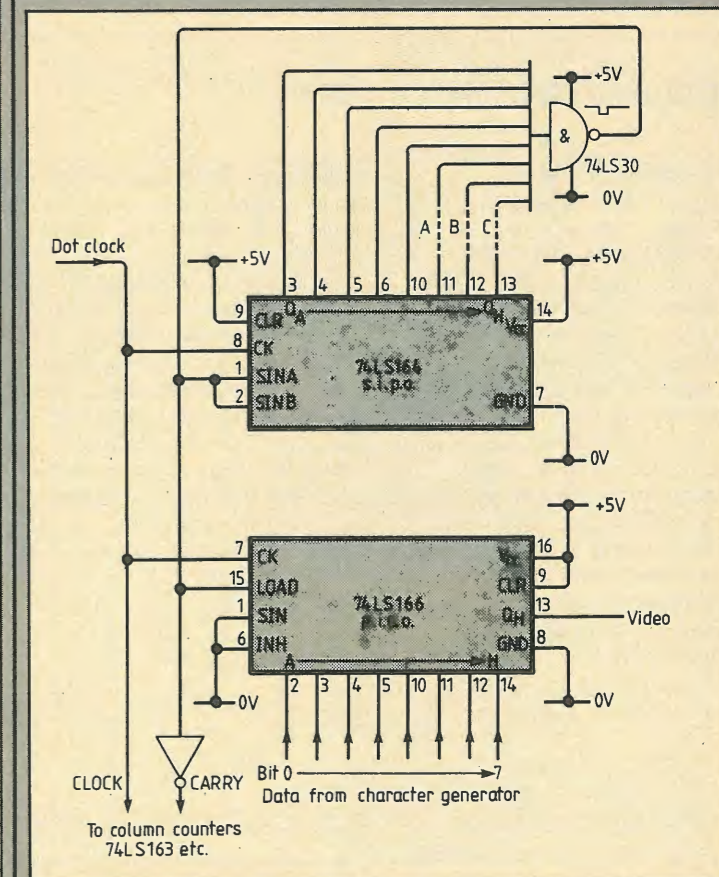 +5V
&
74LS30
0V
A B C
Dot clock
+5V
+5V
3 4 5 6 10 11 12 13
9 CLR QA QH VCC 14
8 CK
1 SINA
74LS164
s.i.p.o.
2 SINB
GND 7
0V
+5V
7 CK
VCC 16
15 LOAD
CLR 9
74LS166
p.i.s.o.
1 SIN
QH 13
Video
6 INH
GND 8
A H
0V
2 3 4 5 10 11 12 14
0V
CLOCK
CARRY
Bit 0 7
Data from character generator
To column counters
74LS163 etc.